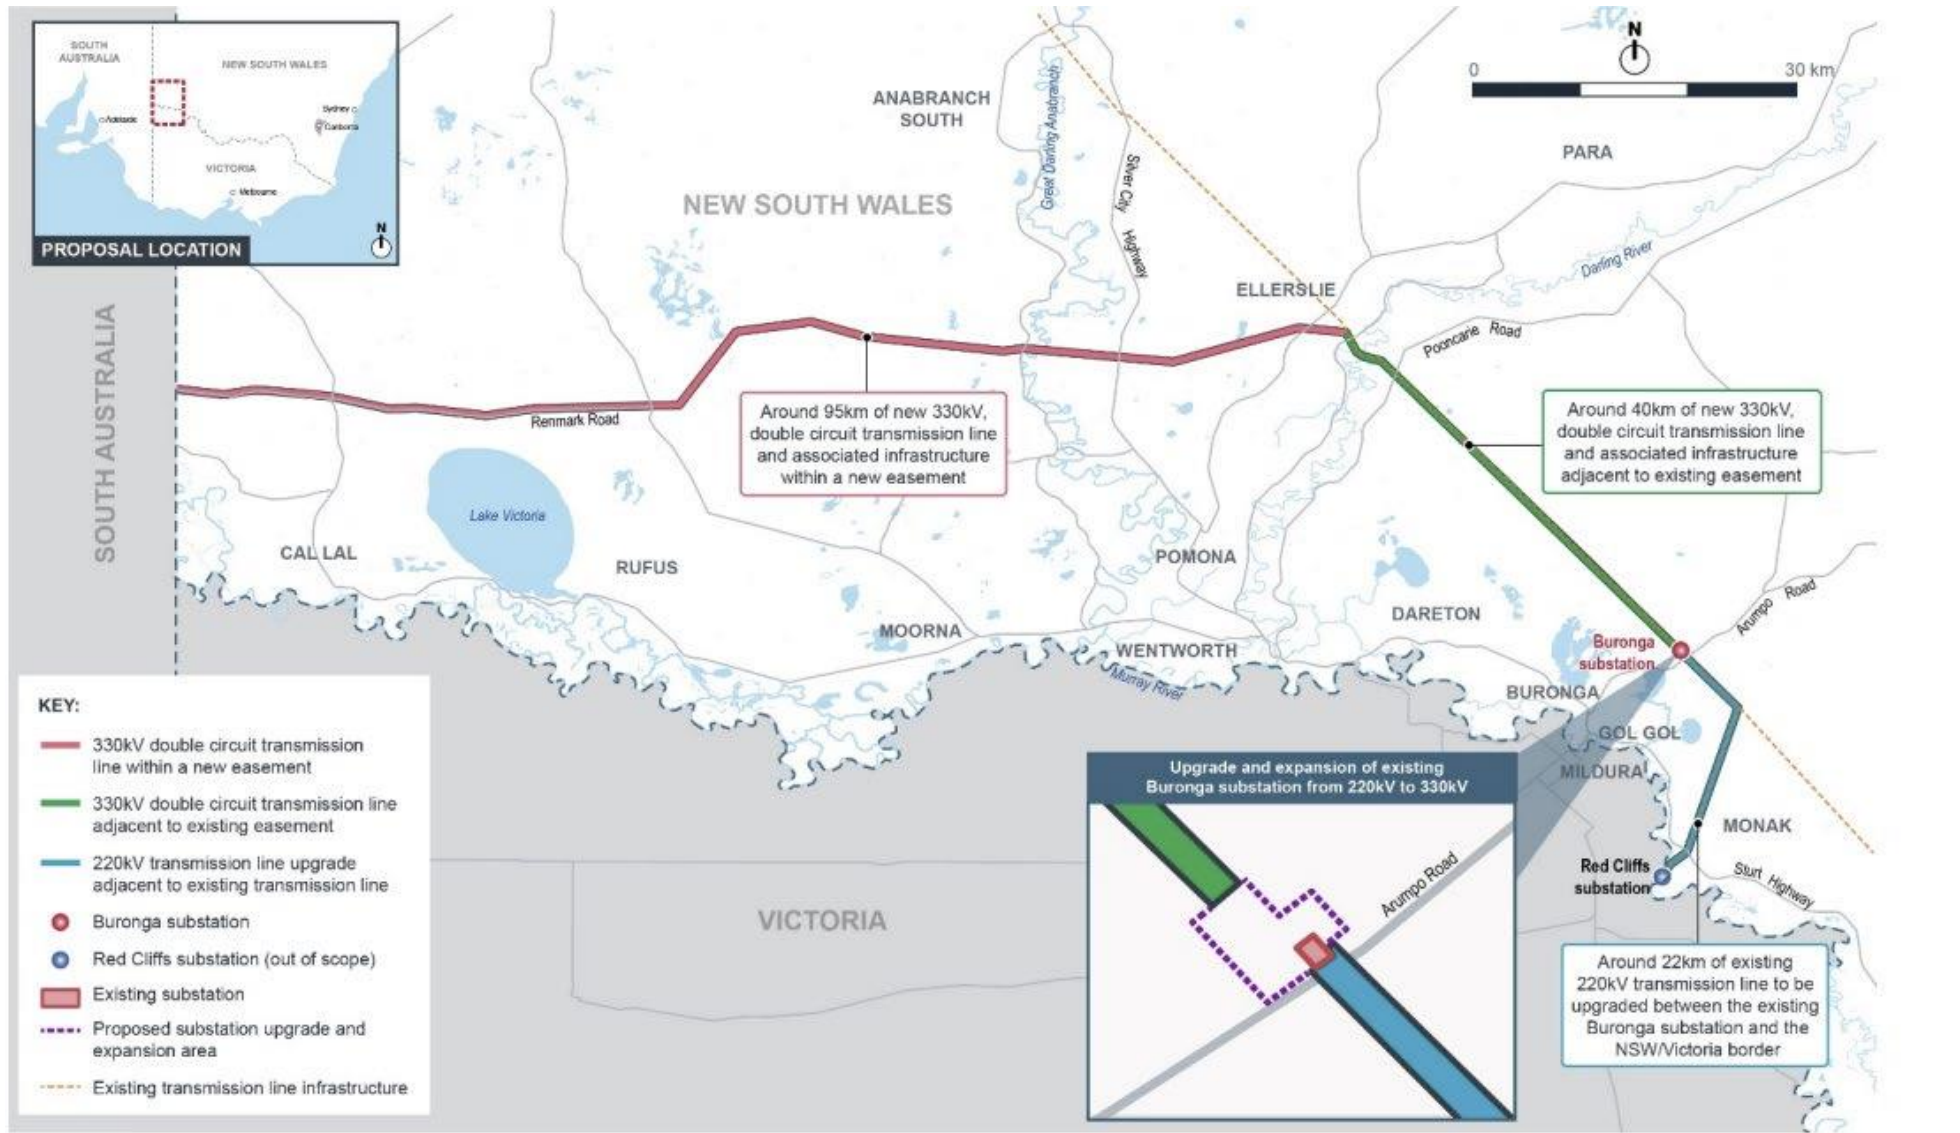 SOUTH
AUSTRALIA
NEW SOUTH WALES
Sydney
Canberra
Adelaide
VICTORIA
Melbourne
N
PROPOSAL LOCATION
N
0
30 km
ANABRANCH
SOUTH
Great Darling Anabranch
Silver City Highway
PARA
NEW SOUTH WALES
Darling River
ELLERSLIE
Pooncarie Road
SOUTH AUSTRALIA
Renmark Road
Around 95km of new 330kV,
double circuit transmission line
and associated infrastructure
within a new easement
Around 40km of new 330kV,
double circuit transmission line
and associated infrastructure
adjacent to existing easement
Lake Victoria
CAL LAL
RUFUS
POMONA
DARETON
Arumpo Road
MOORNA
WENTWORTH
Murray River
Buronga
substation
BURONGA
GOL GOL
MILDURA
MONAK
Red Cliffs
substation
Sturt Highway
Around 22km of existing
220kV transmission line to be
upgraded between the existing
Buronga substation and the
NSW/Victoria border
VICTORIA
Upgrade and expansion of existing
Buronga substation from 220kV to 330kV
Arumpo Road
KEY:
330kV double circuit transmission
line within a new easement
330kV double circuit transmission line
adjacent to existing easement
220kV transmission line upgrade
adjacent to existing transmission line
Buronga substation
Red Cliffs substation (out of scope)
Existing substation
Proposed substation upgrade and
expansion area
Existing transmission line infrastructure